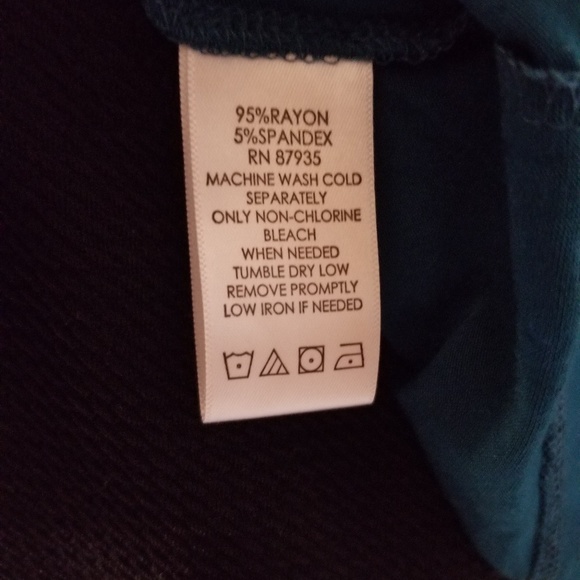 95%RAYON
5%SPANDEX
RN 87935
MACHINE WASH COLD
SEPARATELY
ONLY NON-CHLORINE
BLEACH
WHEN NEEDED
TUMBLE DRY LOW
REMOVE PROMPTLY
LOW IRON IF NEEDED